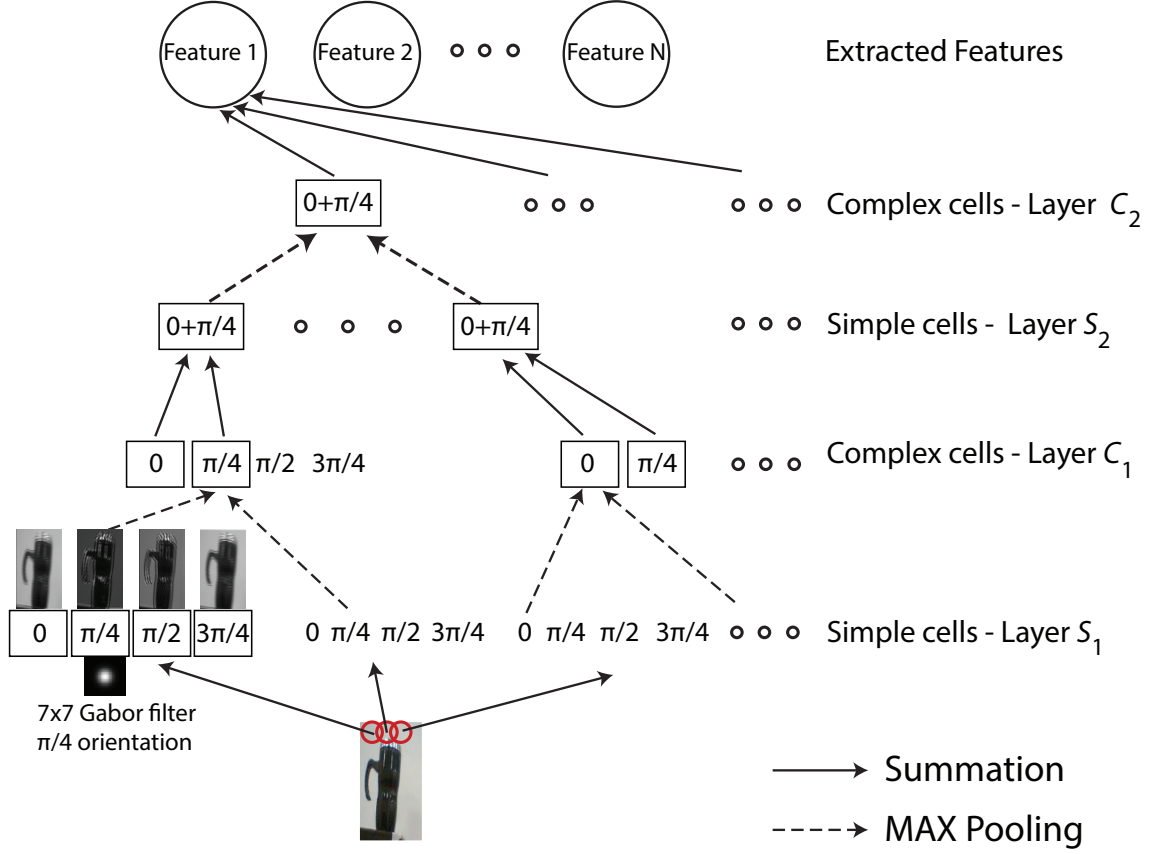 Feature 1 Feature 2 Feature N Extracted Features
0+π/4 Complex cells - Layer C2
0+π/4 0+π/4 Simple cells - Layer S2
0 π/4 π/2 3π/4 0 π/4 Complex cells - Layer C1
0 π/4 π/2 3π/4 0 π/4 π/2 3π/4 0 π/4 π/2 3π/4 Simple cells - Layer S1
7x7 Gabor filter
π/4 orientation
Summation
MAX Pooling